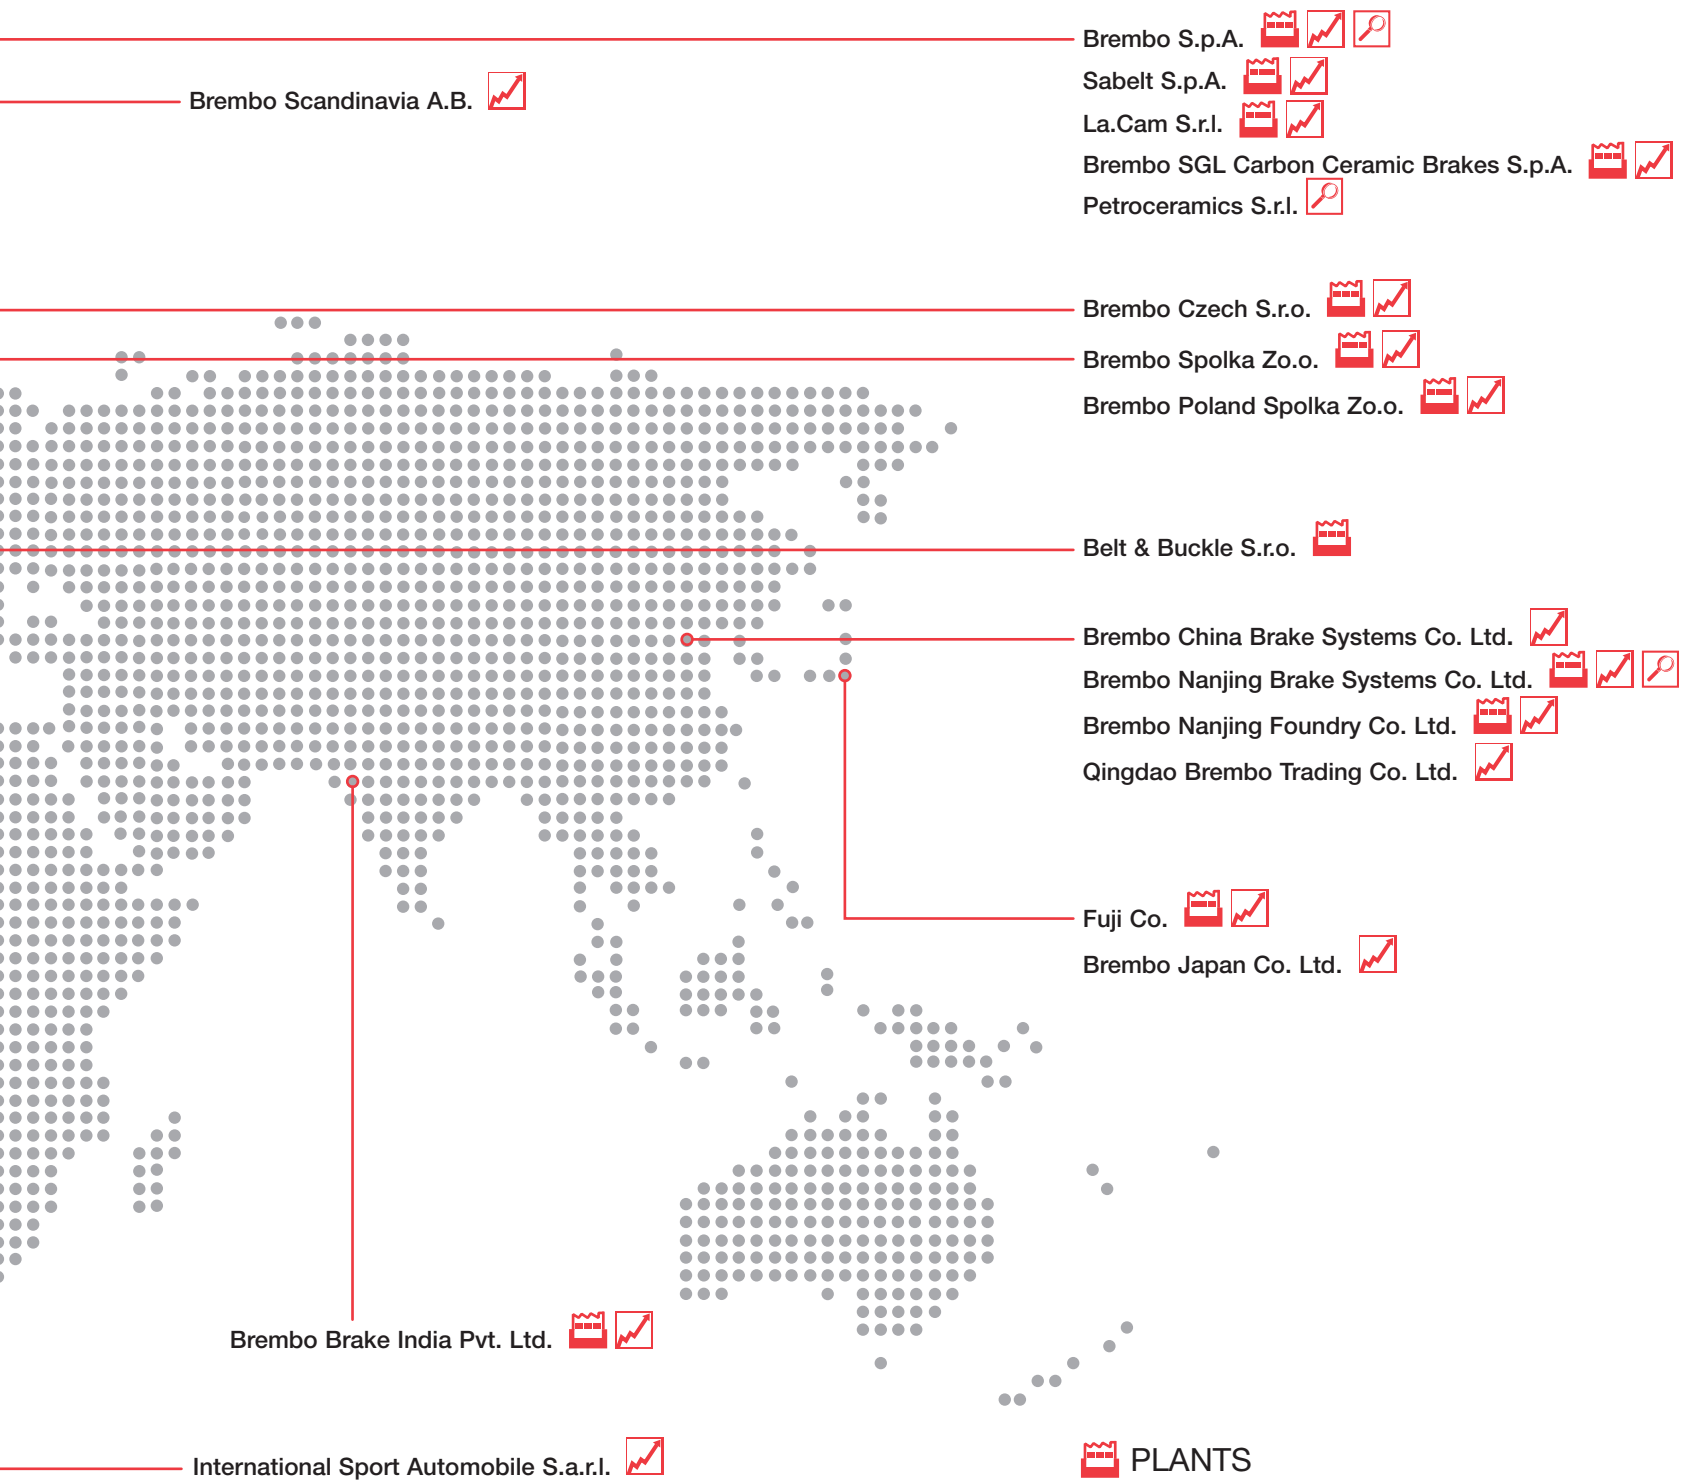 Brembo S.p.A.
Brembo Scandinavia A.B.
Sabelt S.p.A.
La.Cam S.r.l.
Brembo SGL Carbon Ceramic Brakes S.p.A.
Petroceramics S.r.l.
Brembo Czech S.r.o.
Brembo Spolka Zo.o.
Brembo Poland Spolka Zo.o.
Belt & Buckle S.r.o.
Brembo China Brake Systems Co. Ltd.
Brembo Nanjing Brake Systems Co. Ltd.
Brembo Nanjing Foundry Co. Ltd.
Qingdao Brembo Trading Co. Ltd.
Fuji Co.
Brembo Japan Co. Ltd.
Brembo Brake India Pvt. Ltd.
International Sport Automobile S.a.r.l.
PLANTS